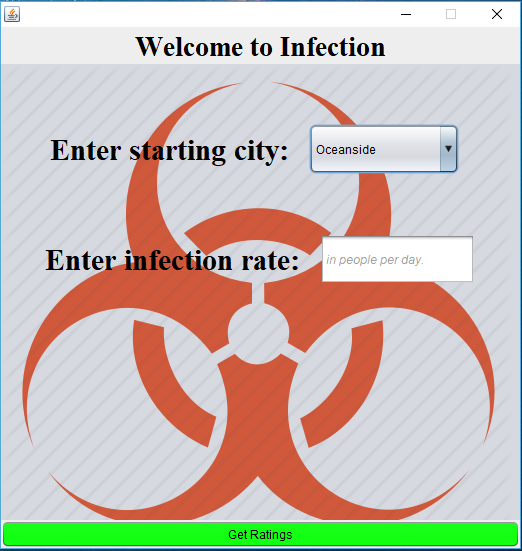 Welcome to Infection
Enter starting city: Oceanside
Enter infection rate: in people per day.
Get Ratings